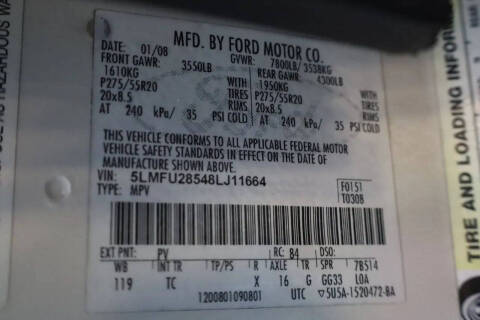 MFD. BY FORD MOTOR CO.
DATE: 01/08 GVWR: 7800LB/ 3538KG
FRONT GAWR: 3550LB REAR GAWR: 4300LB
1610KG WITH 1950KG WITH
P275/55R20 TIRES P275/55R20 TIRES
20x8.5 RIMS 20x8.5 RIMS
AT 240 kPa/ 35 PSI COLD AT 240 kPa/ 35 PSI COLD
THIS VEHICLE CONFORMS TO ALL APPLICABLE FEDERAL MOTOR
VEHICLE SAFETY STANDARDS IN EFFECT ON THE DATE OF
MANUFACTURE SHOWN ABOVE.
VIN: 5LMFU28548LJ11664 F0151
TYPE: MPV T0308
EXT PNT: PV RC: 84 DSO:
WB INT TR TP/PS R AXLE TR SPR 7B514
119 TC X 16 G GG33 LOA
1200801090801 UTC 5U5A-1520472-BA
TIRE AND LOADING INFOR